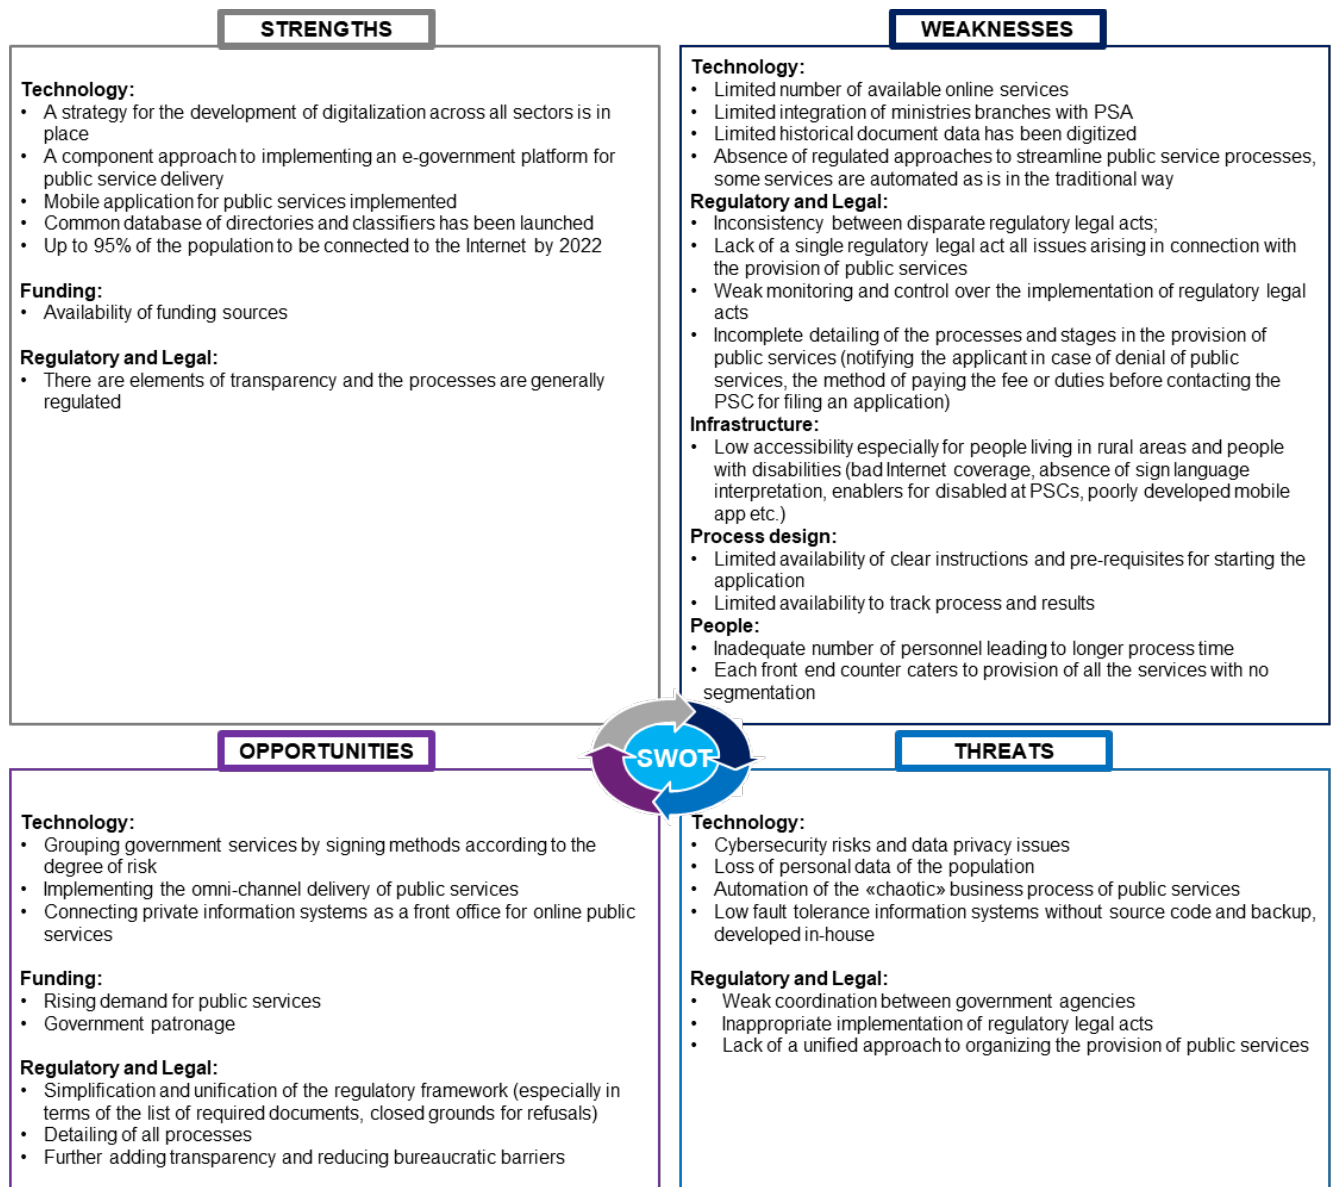 STRENGTHS
Technology:
• A strategy for the development of digitalization across all sectors is in
place
• A component approach to implementing an e-government platform for
public service delivery
• Mobile application for public services implemented
• Common database of directories and classifiers has been launched
• Up to 95% of the population to be connected to the Internet by 2022
Funding:
• Availability of funding sources
Regulatory and Legal:
• There are elements of transparency and the processes are generally
regulated
WEAKNESSES
Technology:
• Limited number of available online services
• Limited integration of ministries branches with PSA
• Limited historical document data has been digitized
• Absence of regulated approaches to streamline public service processes,
some services are automated as is in the traditional way
Regulatory and Legal:
• Inconsistency between disparate regulatory legal acts;
• Lack of a single regulatory legal act all issues arising in connection with
the provision of public services
• Weak monitoring and control over the implementation of regulatory legal
acts
• Incomplete detailing of the processes and stages in the provision of
public services (notifying the applicant in case of denial of public
services, the method of paying the fee or duties before contacting the
PSC for filing an application)
Infrastructure:
• Low accessibility especially for people living in rural areas and people
with disabilities (bad Internet coverage, absence of sign language
interpretation, enablers for disabled at PSCs, poorly developed mobile
app etc.)
Process design:
• Limited availability of clear instructions and pre-requisites for starting the
application
• Limited availability to track process and results
People:
• Inadequate number of personnel leading to longer process time
• Each front end counter caters to provision of all the services with no
segmentation
SWOT
OPPORTUNITIES
Technology:
• Grouping government services by signing methods according to the
degree of risk
• Implementing the omni-channel delivery of public services
• Connecting private information systems as a front office for online public
services
Funding:
• Rising demand for public services
• Government patronage
Regulatory and Legal:
• Simplification and unification of the regulatory framework (especially in
terms of the list of required documents, closed grounds for refusals)
• Detailing of all processes
• Further adding transparency and reducing bureaucratic barriers
THREATS
Technology:
• Cybersecurity risks and data privacy issues
• Loss of personal data of the population
• Automation of the «chaotic» business process of public services
• Low fault tolerance information systems without source code and backup,
developed in-house
Regulatory and Legal:
• Weak coordination between government agencies
• Inappropriate implementation of regulatory legal acts
• Lack of a unified approach to organizing the provision of public services